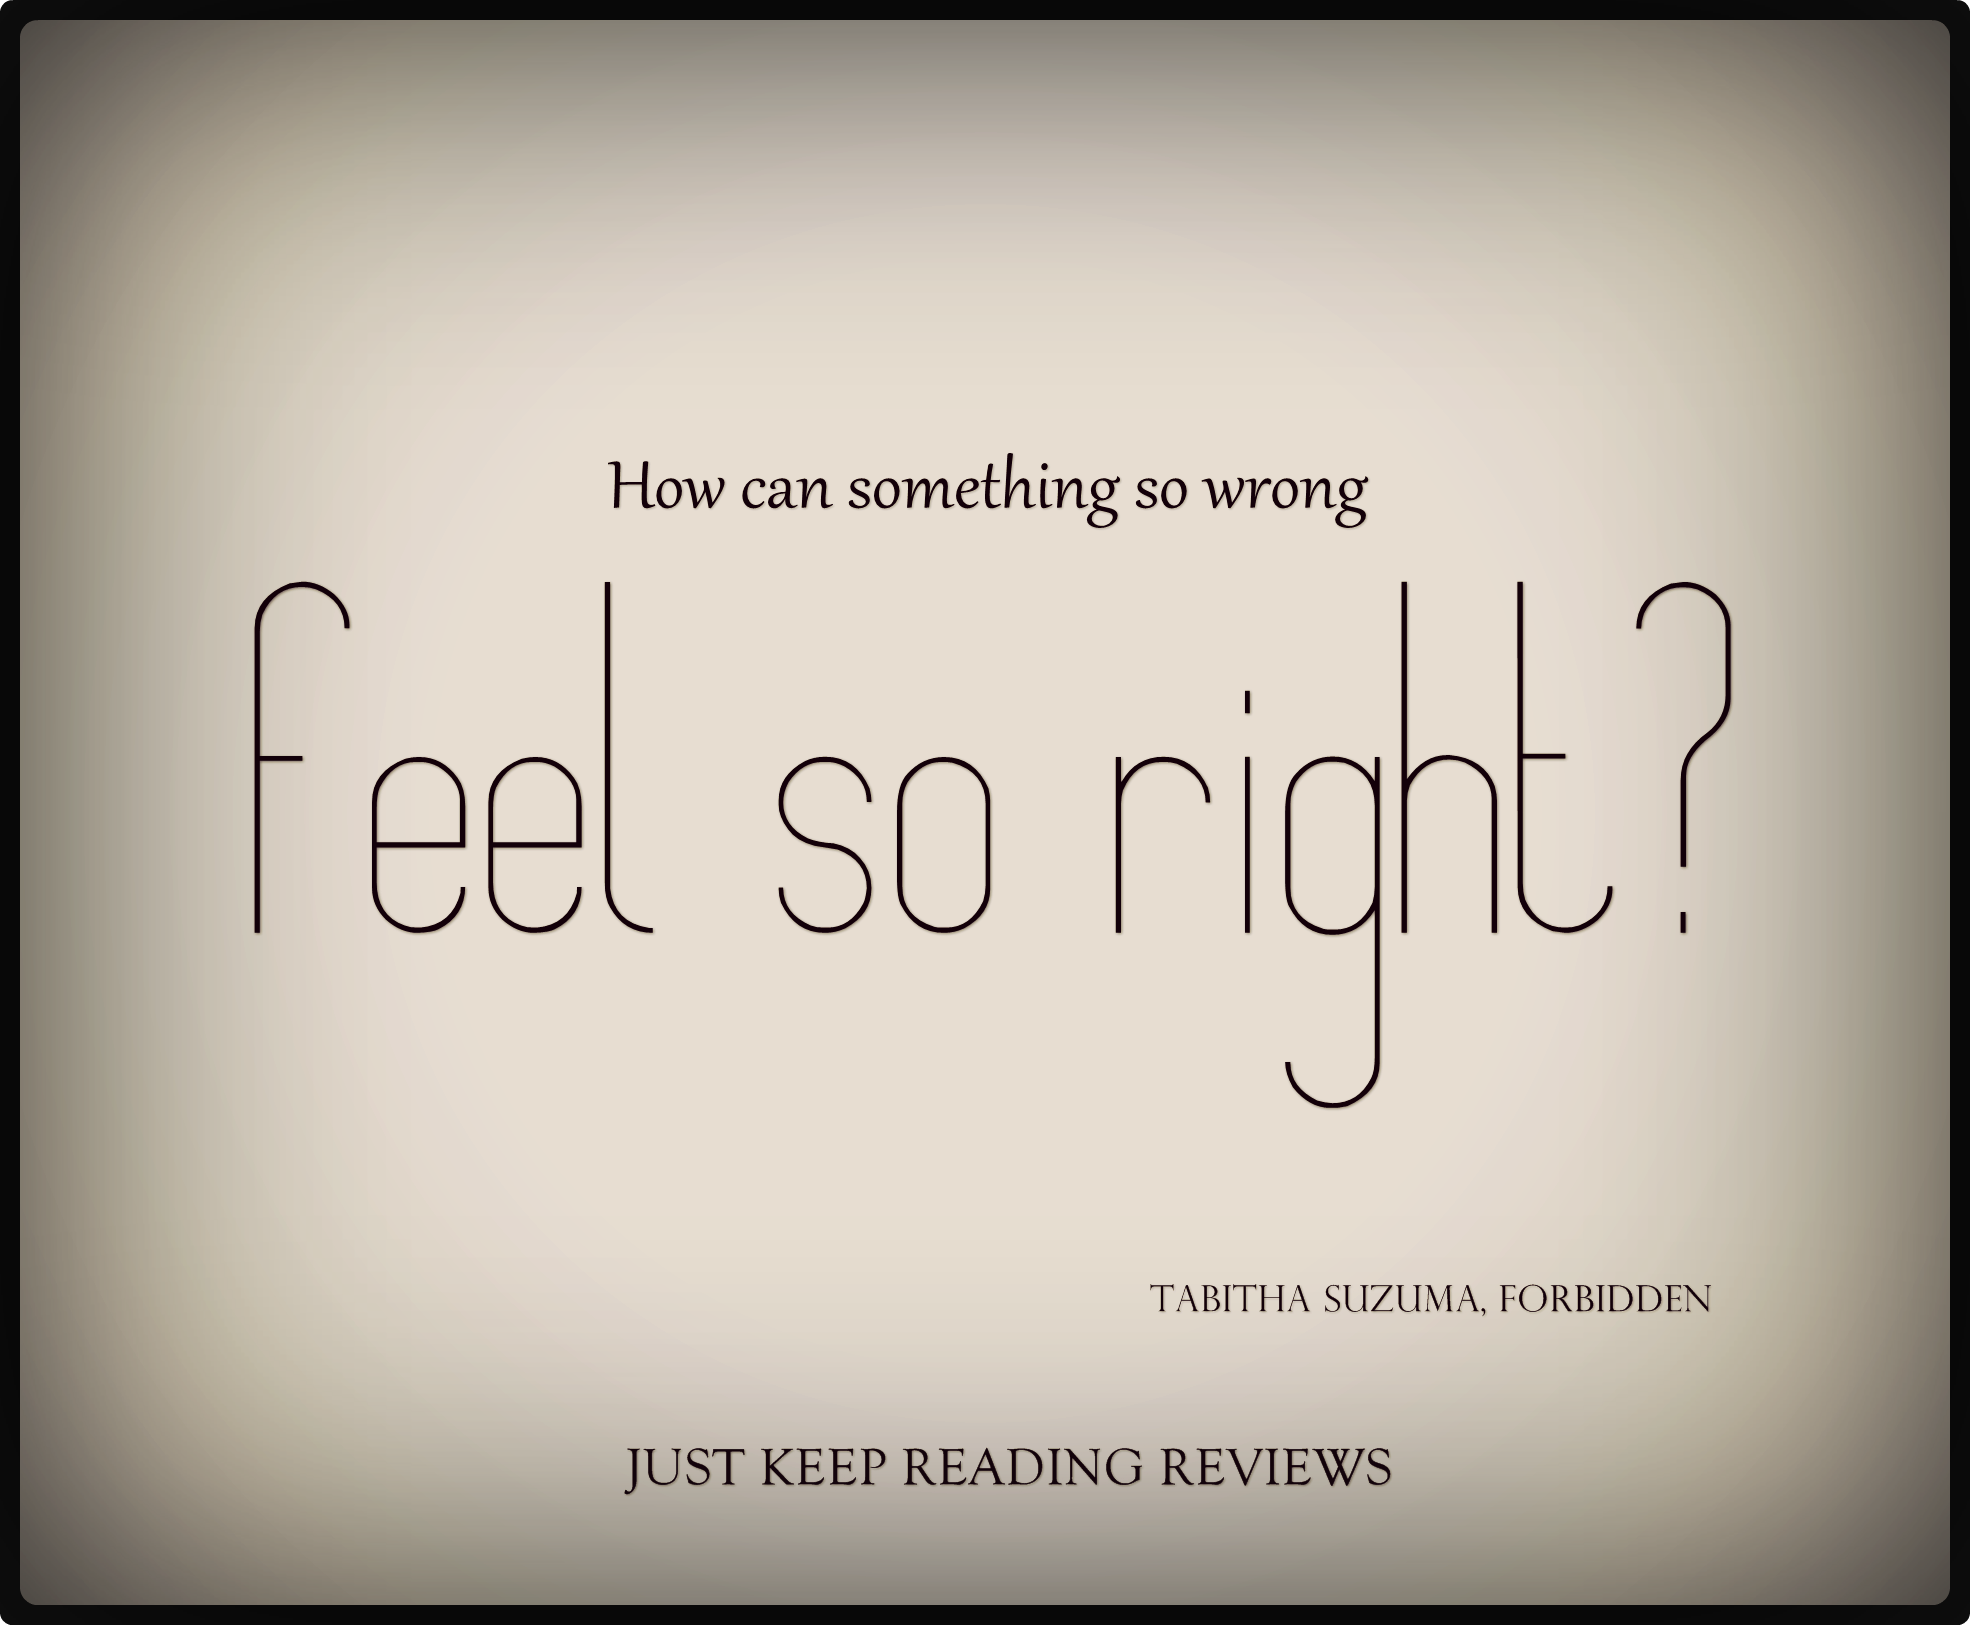 How can something so wrong
feel so right?
TABITHA SUZUMA, FORBIDDEN
JUST KEEP READING REVIEWS